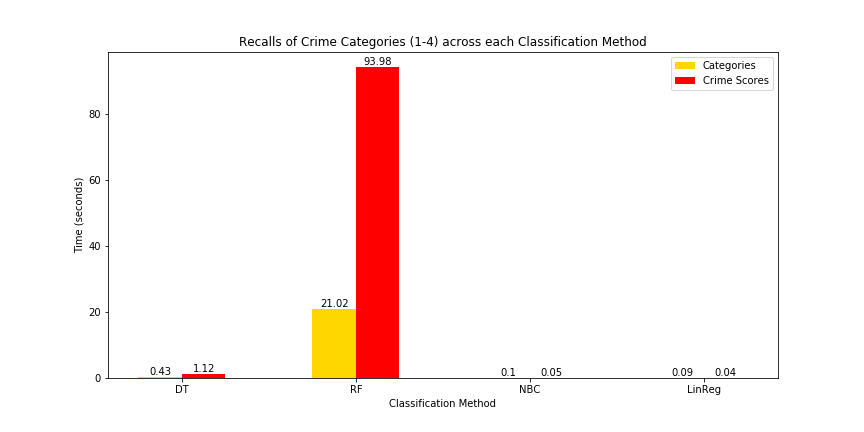 Recalls of Crime Categories (1-4) across each Classification Method
93.98
Categories
Crime Scores
80
60
Time (seconds)
40
20
21.02
0
0.43
1.12
0.1
0.05
0.09
0.04
DT
RF
NBC
LinReg
Classification Method